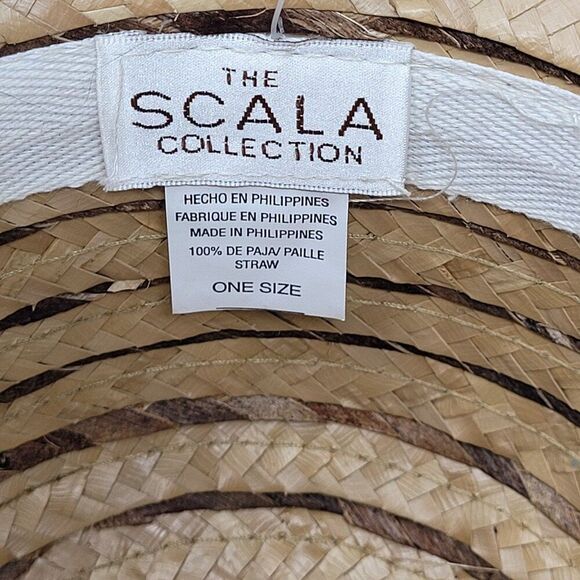 THE
SCALA
COLLECTION
HECHO EN PHILIPPINES
FABRIQUE EN PHILIPPINES
MADE IN PHILIPPINES
100% DE PAJA/ PAILLE
STRAW
ONE SIZE